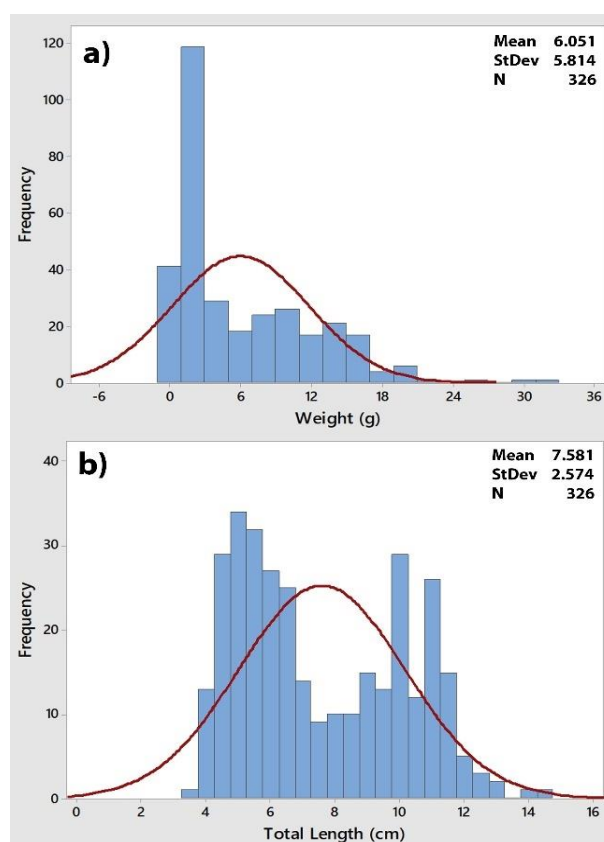 a)
Mean 6.051
StDev 5.814
N 326
Frequency
120
100
80
60
40
20
0
-6 0 6 12 18 24 30 36
Weight (g)
b)
Mean 7.581
StDev 2.574
N 326
Frequency
40
30
20
10
0
0 2 4 6 8 10 12 14 16
Total Length (cm)